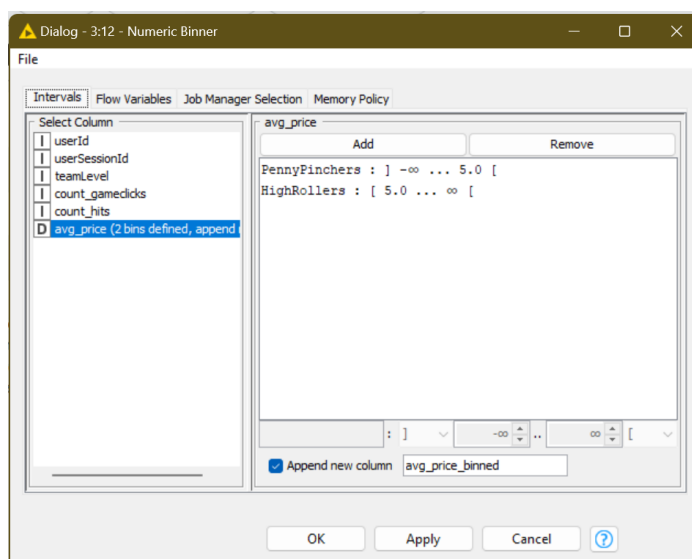 Dialog - 3:12 - Numeric Binner
File
Intervals Flow Variables Job Manager Selection Memory Policy
Select Column
I userId
I userSessionId
I teamLevel
I count_gameclicks
I count_hits
D avg_price (2 bins defined, append
avg_price
Add Remove
PennyPinchers : ] -∞ ... 5.0 [
HighRollers : [ 5.0 ... ∞ [
: ] -∞ .. ∞ [
Append new column avg_price_binned
OK Apply Cancel ?